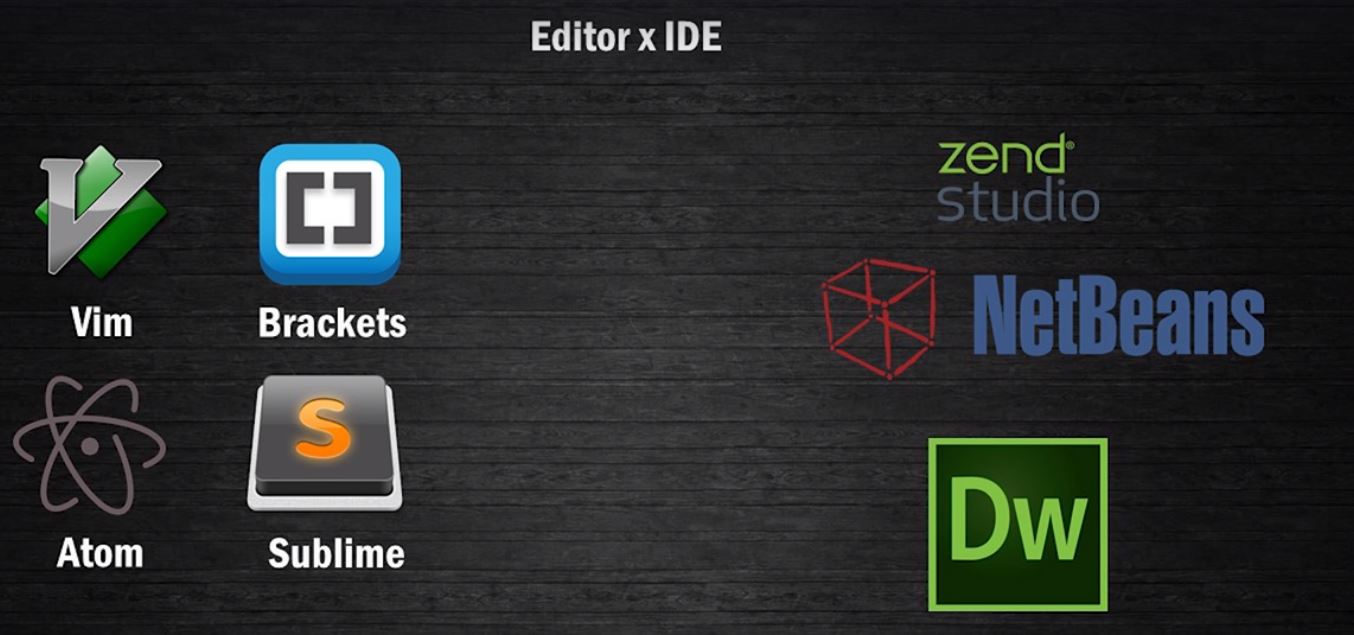 Editor x IDE
Vim
Brackets
Atom
S
Sublime
zend®
studio
NetBeans
Dw